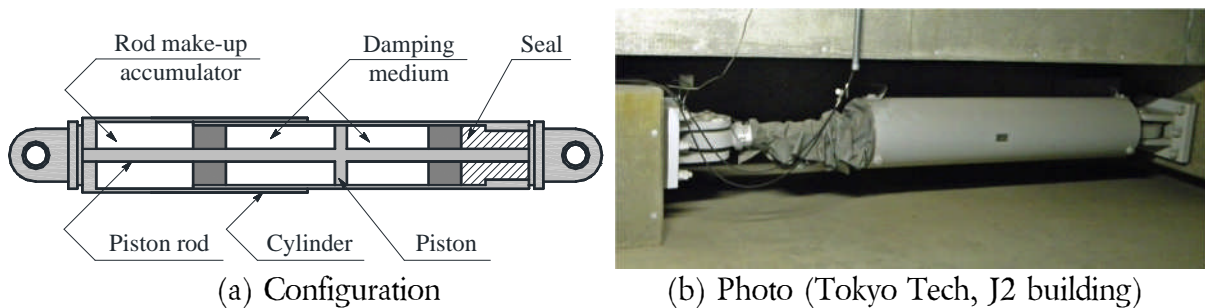 Rod make-up
accumulator
Damping
medium
Seal
Piston rod
Cylinder
Piston
(a) Configuration
(b) Photo (Tokyo Tech, J2 building)